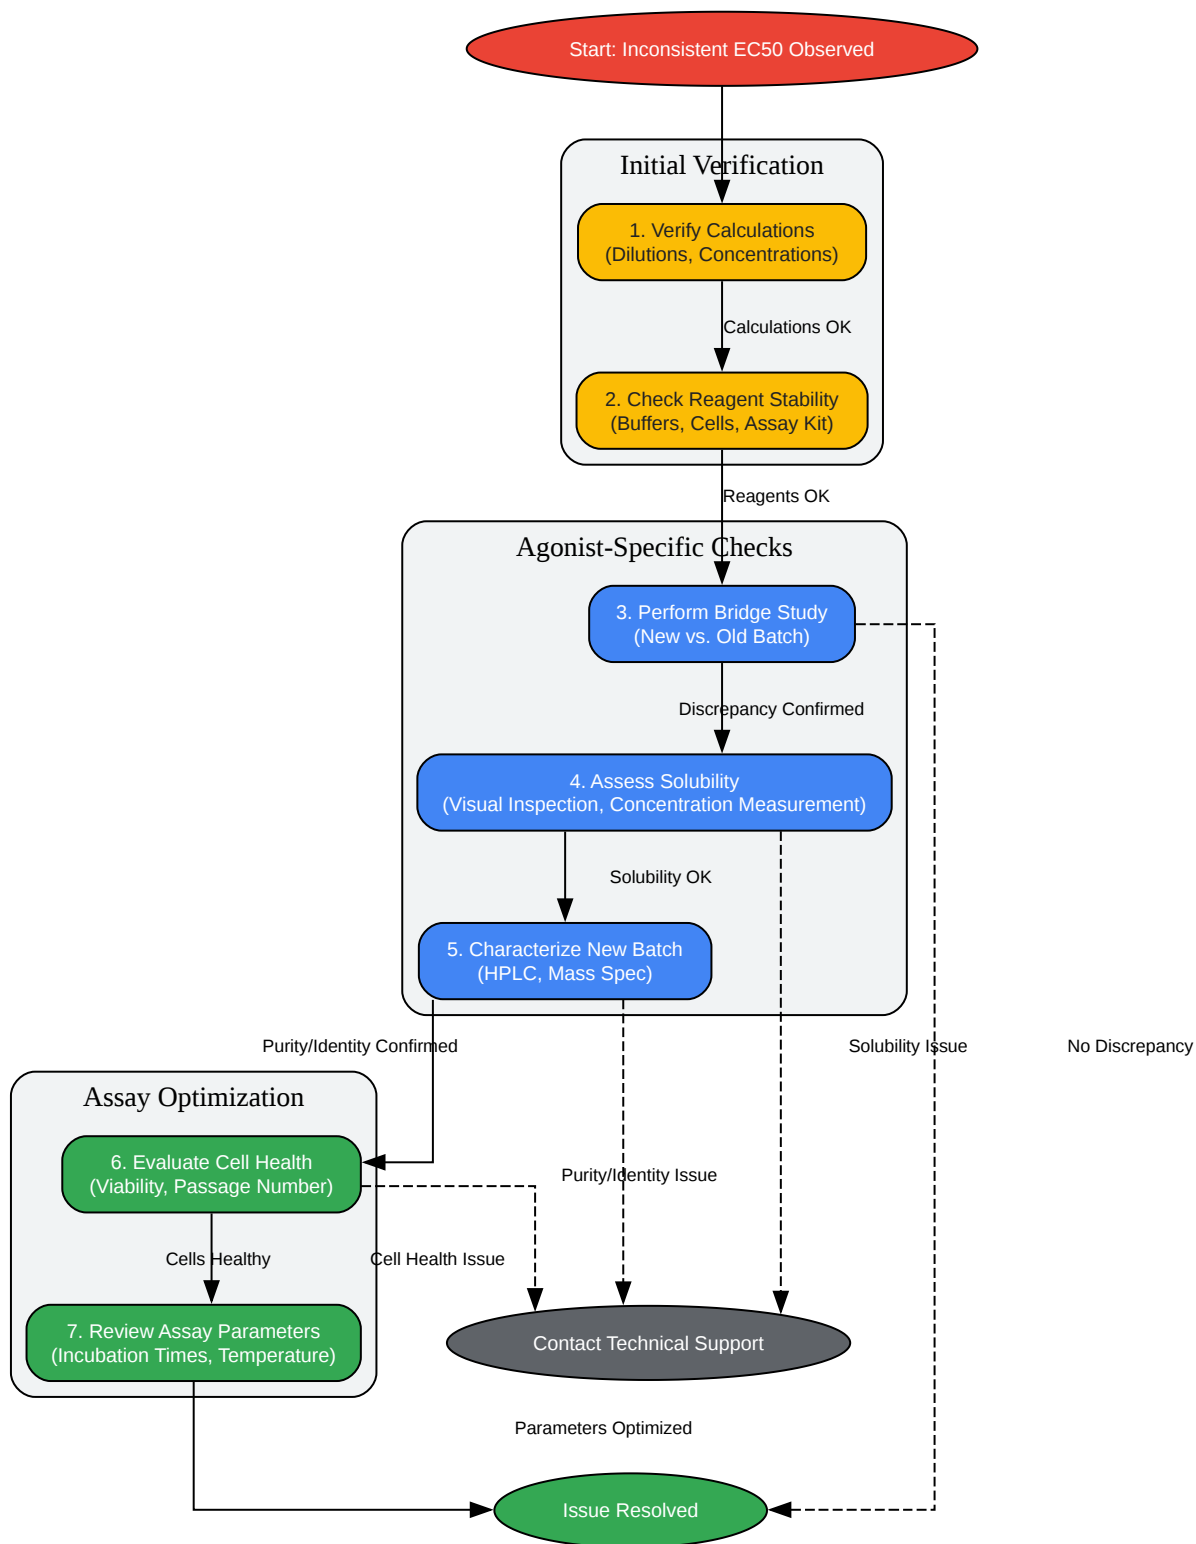 Start: Inconsistent EC50 Observed
Initial Verification
1. Verify Calculations
(Dilutions, Concentrations)
Calculations OK
2. Check Reagent Stability
(Buffers, Cells, Assay Kit)
Reagents OK
Agonist-Specific Checks
3. Perform Bridge Study
(New vs. Old Batch)
Discrepancy Confirmed
4. Assess Solubility
(Visual Inspection, Concentration Measurement)
Solubility OK
5. Characterize New Batch
(HPLC, Mass Spec)
Purity/Identity Confirmed
Solubility Issue
No Discrepancy
Assay Optimization
6. Evaluate Cell Health
(Viability, Passage Number)
Purity/Identity Issue
Cells Healthy
Cell Health Issue
7. Review Assay Parameters
(Incubation Times, Temperature)
Contact Technical Support
Parameters Optimized
Issue Resolved